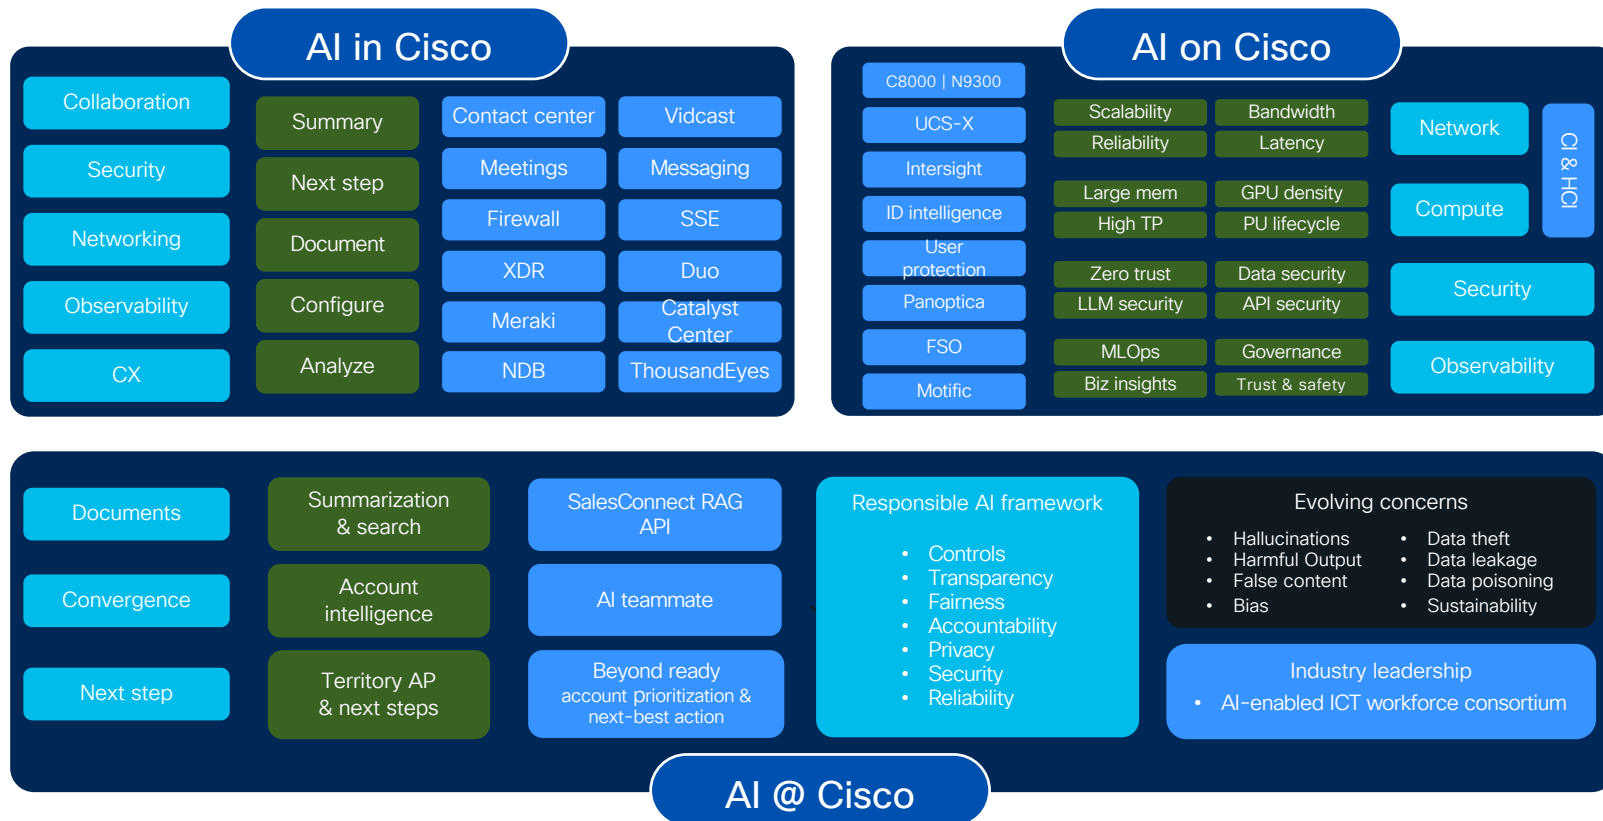 AI in Cisco
Collaboration
Security
Networking
Observability
CX
Summary
Next step
Document
Configure
Analyze
Contact center
Vidcast
Meetings
Messaging
Firewall
SSE
XDR
Duo
Meraki
Catalyst
Center
NDB
ThousandEyes
AI on Cisco
C8000 | N9300
UCS-X
Intersight
ID intelligence
User
protection
Panoptica
FSO
Motific
Scalability
Bandwidth
Reliability
Latency
Large mem
GPU density
High TP
PU lifecycle
Zero trust
Data security
LLM security
API security
MLOps
Governance
Biz insights
Trust & safety
Network
Compute
CI & HCI
Security
Observability
Documents
Convergence
Next step
Summarization
& search
Account
intelligence
Territory AP
& next steps
SalesConnect RAG
API
AI teammate
Beyond ready
account prioritization &
next-best action
Responsible AI framework
• Controls
• Transparency
• Fairness
• Accountability
• Privacy
• Security
• Reliability
Evolving concerns
• Hallucinations
• Harmful Output
• False content
• Bias
• Data theft
• Data leakage
• Data poisoning
• Sustainability
Industry leadership
• AI-enabled ICT workforce consortium
AI @ Cisco